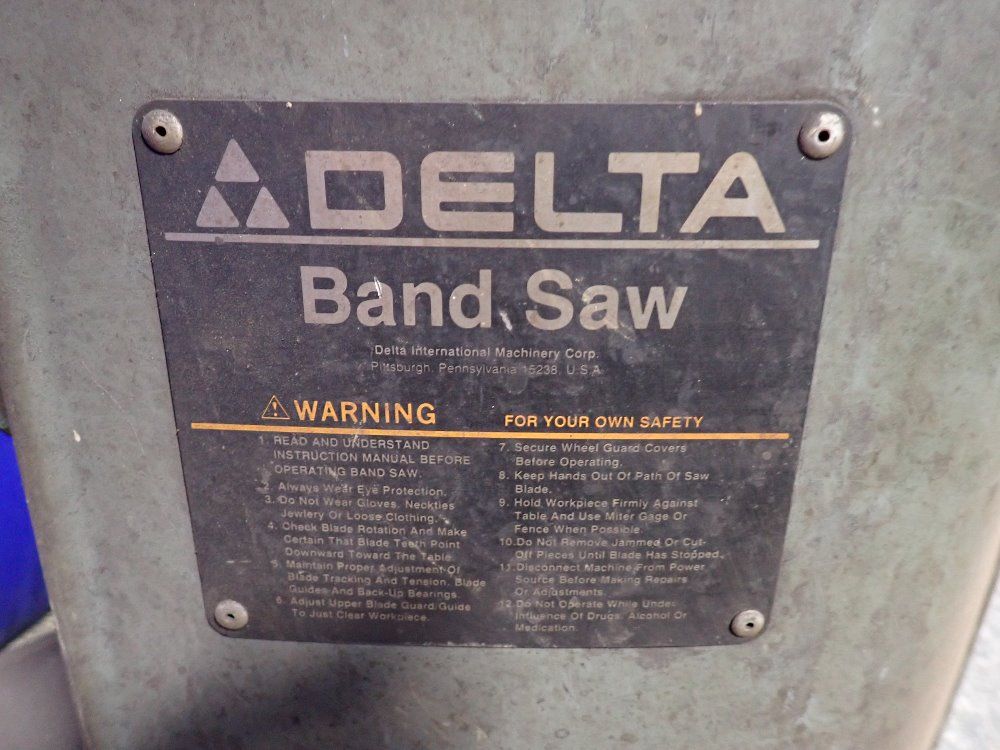 DELTA
Band Saw
Delta International Machinery Corp.
Pittsburgh, Pennsylvania 15238, U.S.A.
WARNING
FOR YOUR OWN SAFETY
1. READ AND UNDERSTAND
INSTRUCTION MANUAL BEFORE
OPERATING BAND SAW.
2. Always Wear Eye Protection.
3. Do Not Wear Gloves, Neckties
Jewlery Or Loose Clothing.
4. Check Blade Rotation And Make
Certain That Blade Teeth Point
Downward Toward The Table.
5. Maintain Proper Adjustment Of
Blade Tracking And Tension, Blade
Guides And Back-Up Bearings.
6. Adjust Upper Blade Guard/Guide
To Just Clear Workpiece.
7. Secure Wheel Guard Covers
Before Operating.
8. Keep Hands Out Of Path Of Saw
Blade.
9. Hold Workpiece Firmly Against
Table And Use Miter Gage Or
Fence When Possible.
10. Do Not Remove Jammed Or Cut-
Off Pieces Until Blade Has Stopped.
11. Disconnect Machine From Power
Source Before Making Repairs
Or Adjustments.
12. Do Not Operate While Under
Influence Of Drugs, Alcohol Or
Medication.